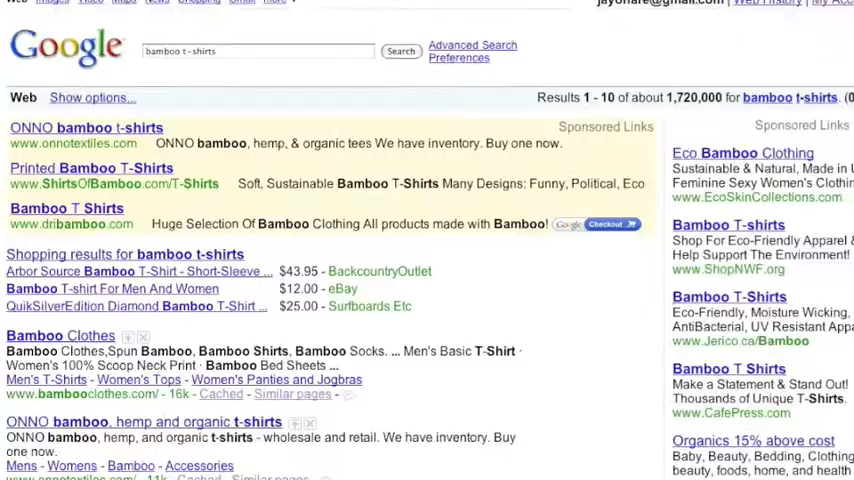 Web Images Video Maps News Shopping Gmail more
jayohare@gmail.com | Web History | My Acco
Google
bamboo t-shirts
Search
Advanced Search
Preferences
Web Show options...
Results 1 - 10 of about 1,720,000 for bamboo t-shirts. (0
ONNO bamboo t-shirts
Sponsored Links
www.onnotextiles.com ONNO bamboo, hemp, & organic tees We have inventory. Buy one now.
Printed Bamboo T-Shirts
www.ShirtsOfBamboo.com/T-Shirts Soft, Sustainable Bamboo T-Shirts Many Designs: Funny, Political, Eco
Bamboo T Shirts
www.dribamboo.com Huge Selection Of Bamboo Clothing All products made with Bamboo! Google Checkout
Shopping results for bamboo t-shirts
Arbor Source Bamboo T-Shirt - Short-Sleeve ... $43.95 - BackcountryOutlet
Bamboo T-shirt For Men And Women $12.00 - eBay
QuikSilverEdition Diamond Bamboo T-Shirt ... $25.00 - Surfboards Etc
Bamboo Clothes
Bamboo Clothes,Spun Bamboo, Bamboo Shirts, Bamboo Socks. ... Men's Basic T-Shirt ·
Women's 100% Scoop Neck Print · Bamboo Bed Sheets ...
Men's T-Shirts - Women's Tops - Women's Panties and Jogbras
www.bambooclothes.com/ - 16k - Cached - Similar pages -
ONNO bamboo, hemp and organic t-shirts
ONNO bamboo, hemp, and organic t-shirts - wholesale and retail. We have inventory. Buy
one now.
Mens - Womens - Bamboo - Accessories
www.onnotextiles.com/ - 11k - Cached - Similar pages -
Sponsored Links
Eco Bamboo Clothing
Sustainable & Natural, Made in U
Feminine Sexy Women's Clothin
www.EcoSkinCollections.com
Bamboo T-shirts
Shop For Eco-Friendly Apparel &
Help Support The Environment!
www.ShopNWF.org
Bamboo T-Shirts
Eco-Friendly, Moisture Wicking,
AntiBacterial, UV Resistant Appa
www.Jerico.ca/Bamboo
Bamboo T Shirts
Make a Statement & Stand Out!
Thousands of Unique T-Shirts.
www.CafePress.com
Organics 15% above cost
Baby, Beauty, Bedding, Clothing
beauty, foods, home, and health